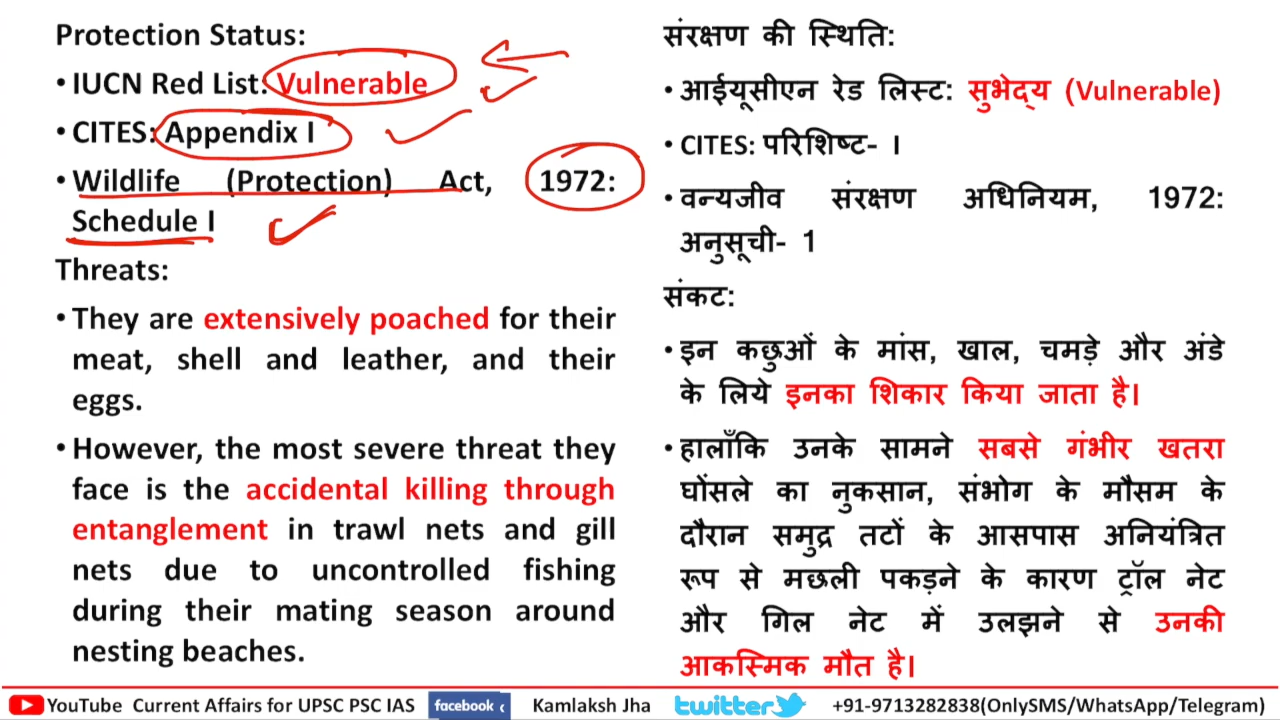 Protection Status:
• IUCN Red List: Vulnerable
• CITES: Appendix I
• Wildlife (Protection) Act, 1972:
Schedule I
Threats:
• They are extensively poached for their
meat, shell and leather, and their
eggs.
• However, the most severe threat they
face is the accidental killing through
entanglement in trawl nets and gill
nets due to uncontrolled fishing
during their mating season around
nesting beaches.
संरक्षण की स्थिति:
• आईयूसीएन रेड लिस्ट: सुभेद्य (Vulnerable)
• CITES: परिशिष्ट- I
• वन्यजीव संरक्षण अधिनियम, 1972:
अनुसूची- 1
संकट:
• इन कछुओं के मांस, खाल, चमड़े और अंडे
के लिये इनका शिकार किया जाता है।
• हालाँकि उनके सामने सबसे गंभीर खतरा
घोंसले का नुकसान, संभोग के मौसम के
दौरान समुद्र तटों के आसपास अनियंत्रित
रूप से मछली पकड़ने के कारण ट्रॉल नेट
और गिल नेट में उलझने से उनकी
आकस्मिक मौत है।
YouTube Current Affairs for UPSC PSC IAS facebook Kamlaksh Jha twitter +91-9713282838(OnlySMS/WhatsApp/Telegram)